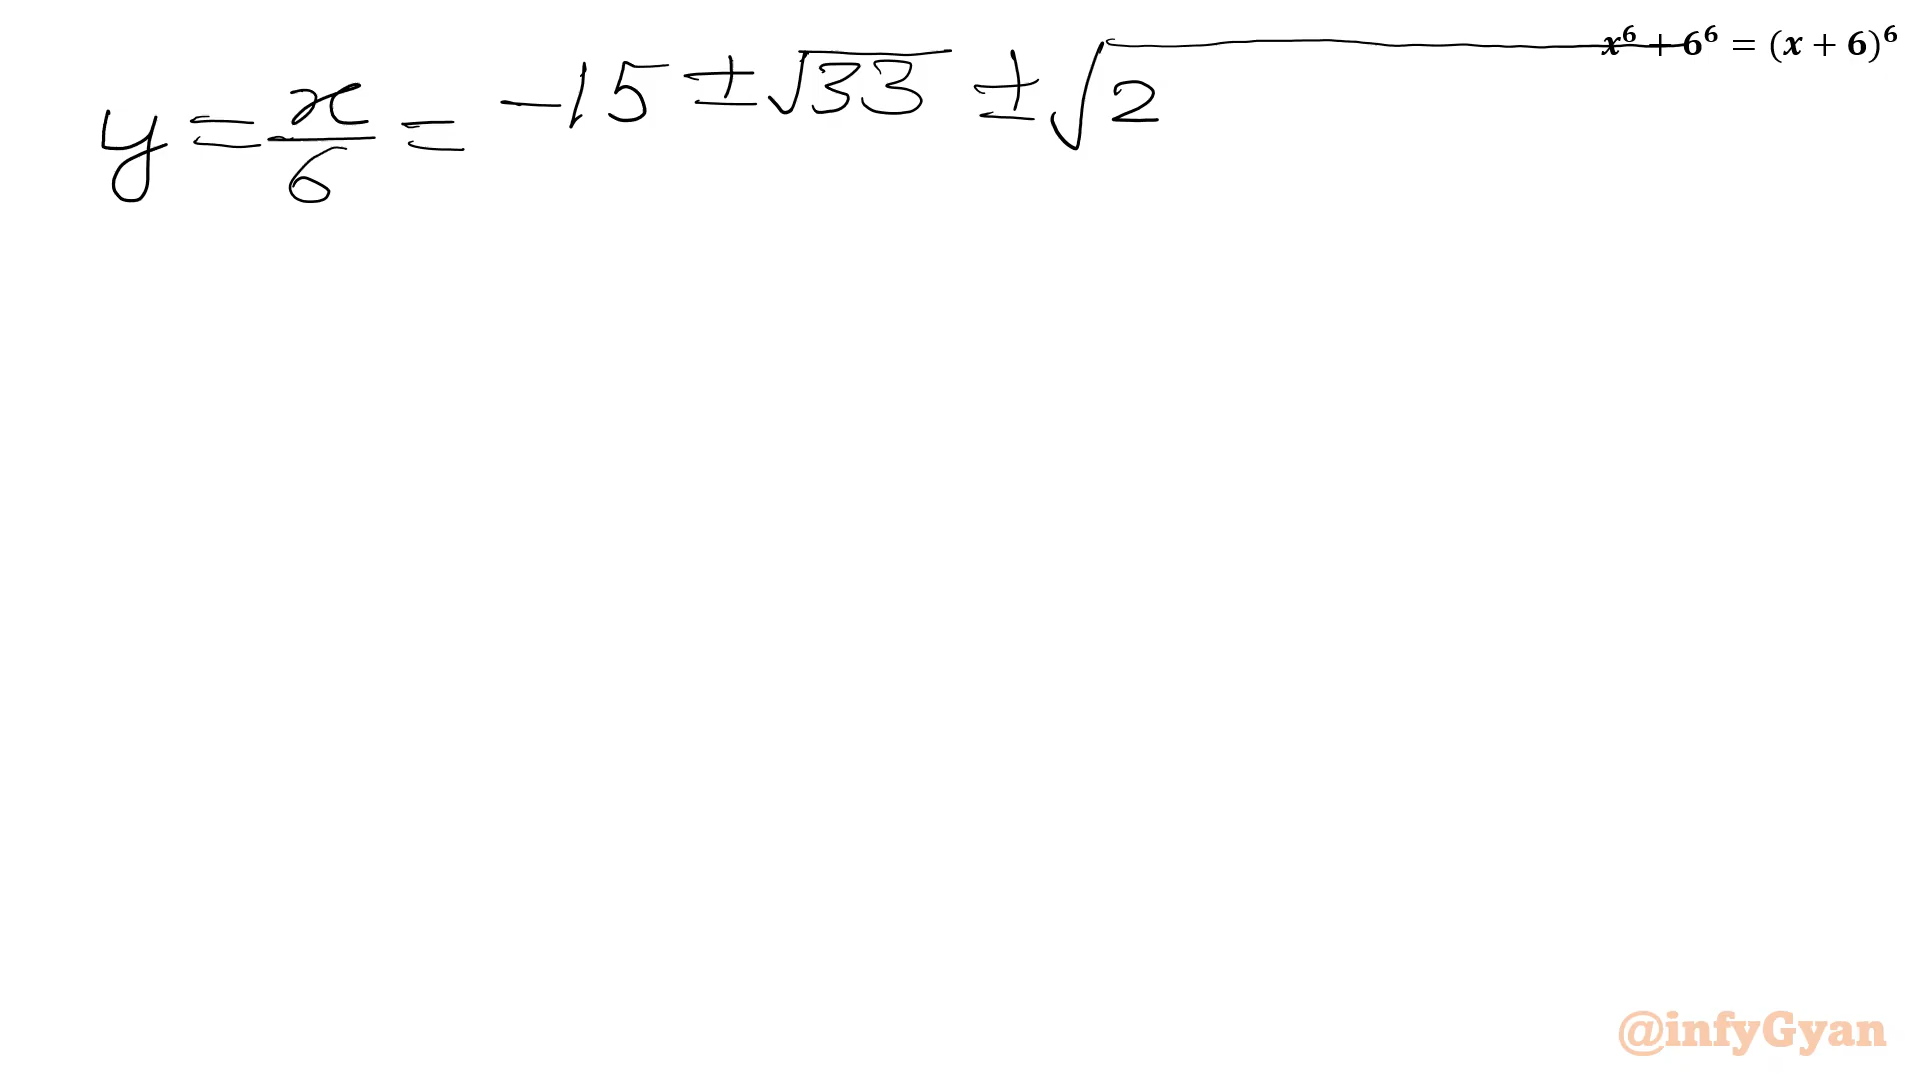 x⁶ + 6⁶ = (x + 6)⁶
y = x/6 = -15 ± √33 ± √2
@infyGyan